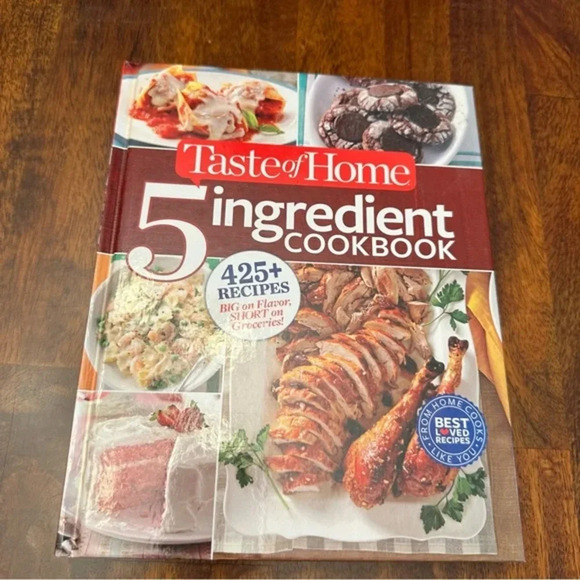 Taste of Home
5 ingredient
COOKBOOK
425+
RECIPES
BIG on Flavor,
SHORT on
Groceries!
FROM HOME COOKS
BEST
LOVED
RECIPES
LIKE YOU